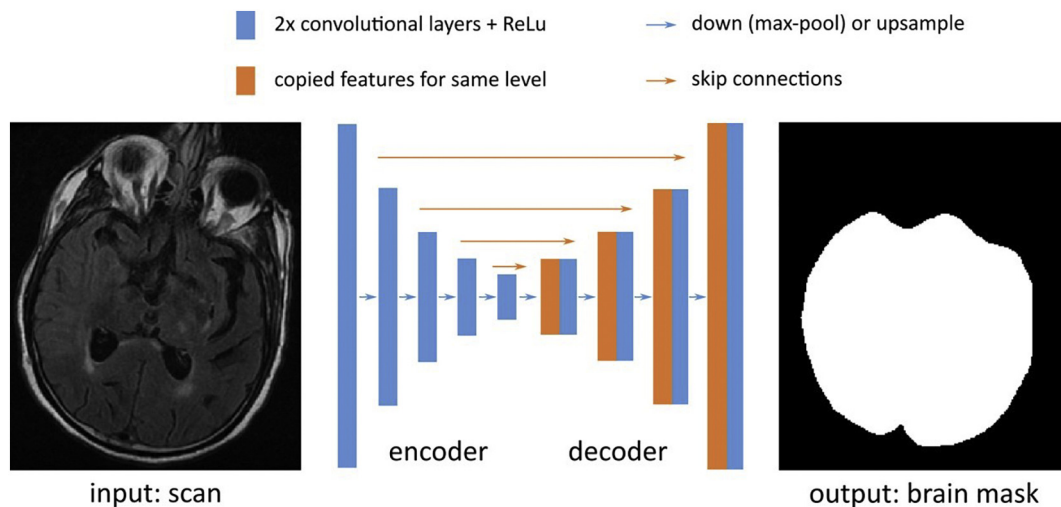 2x convolutional layers + ReLu
down (max-pool) or upsample
copied features for same level
skip connections
encoder
decoder
input: scan
output: brain mask